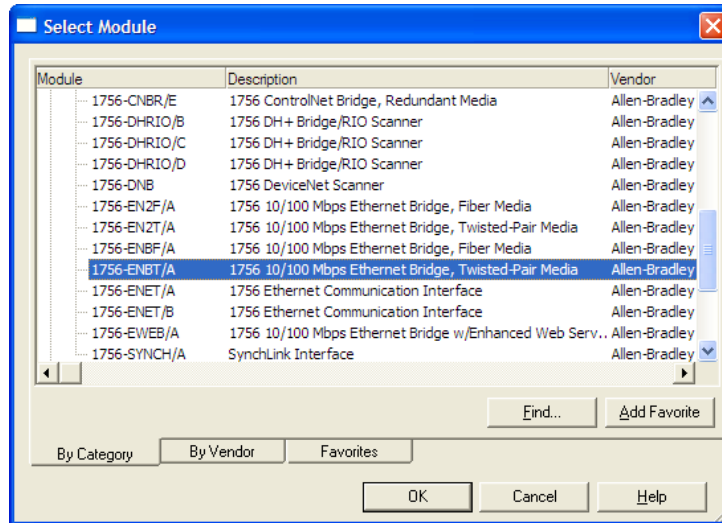 Select Module
Module Description Vendor
1756-CNBR/E 1756 ControlNet Bridge, Redundant Media Allen-Bradley
1756-DHRIO/B 1756 DH+ Bridge/RIO Scanner Allen-Bradley
1756-DHRIO/C 1756 DH+ Bridge/RIO Scanner Allen-Bradley
1756-DHRIO/D 1756 DH+ Bridge/RIO Scanner Allen-Bradley
1756-DNB 1756 DeviceNet Scanner Allen-Bradley
1756-EN2F/A 1756 10/100 Mbps Ethernet Bridge, Fiber Media Allen-Bradley
1756-EN2T/A 1756 10/100 Mbps Ethernet Bridge, Twisted-Pair Media Allen-Bradley
1756-ENBF/A 1756 10/100 Mbps Ethernet Bridge, Fiber Media Allen-Bradley
1756-ENBT/A 1756 10/100 Mbps Ethernet Bridge, Twisted-Pair Media Allen-Bradley
1756-ENET/A 1756 Ethernet Communication Interface Allen-Bradley
1756-ENET/B 1756 Ethernet Communication Interface Allen-Bradley
1756-EWEB/A 1756 10/100 Mbps Ethernet Bridge w/Enhanced Web Serv... Allen-Bradley
1756-SYNCH/A SynchLink Interface Allen-Bradley
Find... Add Favorite
By Category By Vendor Favorites
OK Cancel Help